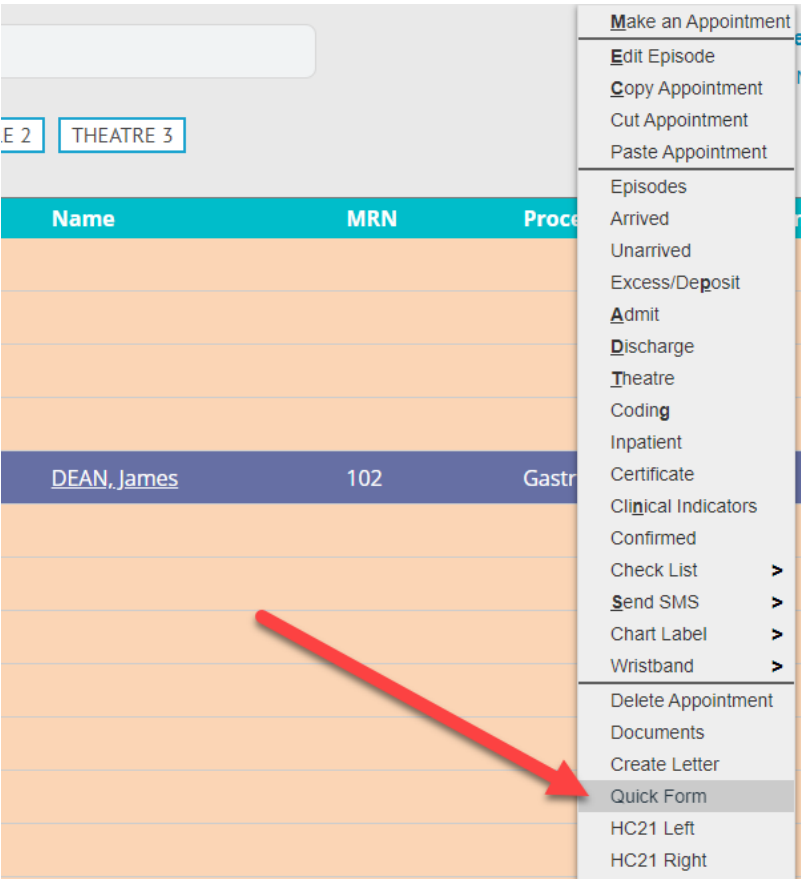 Make an Appointment
Edit Episode
Copy Appointment
Cut Appointment
Paste Appointment
E 2
THEATRE 3
Name MRN Proce
Episodes
Arrived
Unarrived
Excess/Deposit
Admit
Discharge
Theatre
Coding
Inpatient
DEAN, James 102 Gastr
Certificate
Clinical Indicators
Confirmed
Check List >
Send SMS >
Chart Label >
Wristband >
Delete Appointment
Documents
Create Letter
Quick Form
HC21 Left
HC21 Right